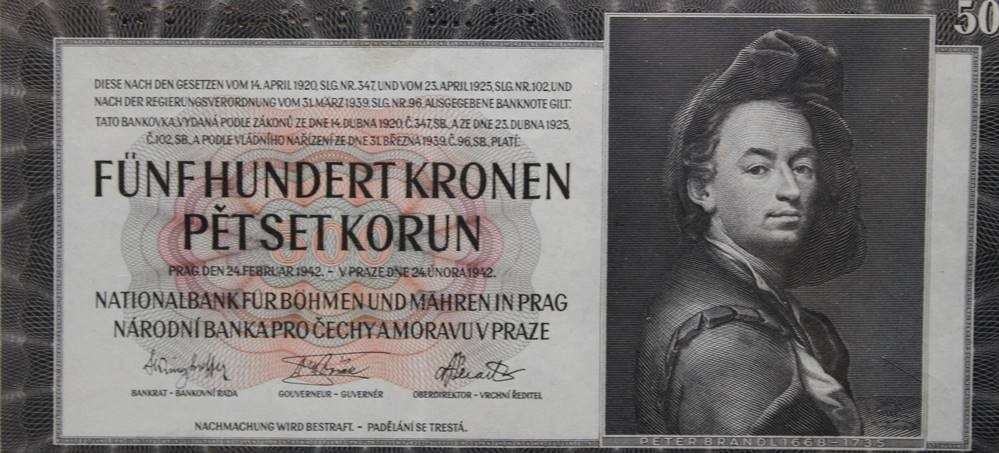 50
DIESE NACH DEN GESETZEN VOM 14. APRIL 1920, SLG. NR. 347, UND VOM 23. APRIL 1925, SLG. NR. 102, UND
NACH DER REGIERUNGSVERORDNUNG VOM 31. MÄRZ 1939, SLG. NR. 96, AUSGEGEBENE BANKNOTE GILT:
TATO BANKOVKA, VYDANÁ PODLE ZÁKONŮ ZE DNE 14. DUBNA 1920, Č. 347, SB., A ZE DNE 23. DUBNA 1925,
Č. 102, SB., A PODLE VLÁDNÍHO NAŘÍZENÍ ZE DNE 31. BŘEZNA 1939, Č. 96, SB., PLATÍ:
FÜNF HUNDERT KRONEN
PĚT SET KORUN
500
PRAG, DEN 24. FEBRUAR 1942. - V PRAZE DNE 24. ÚNORA 1942.
NATIONALBANK FÜR BÖHMEN UND MÄHREN IN PRAG
NÁRODNÍ BANKA PRO ČECHY A MORAVU V PRAZE
BANKRAT - BANKOVNÍ RADA GOUVERNEUR - GUVERNÉR OBERDIREKTOR - VRCHNÍ ŘEDITEL
NACHMACHUNG WIRD BESTRAFT. - PADĚLÁNÍ SE TRESTÁ.
PETER BRANDL 1668 - 1735